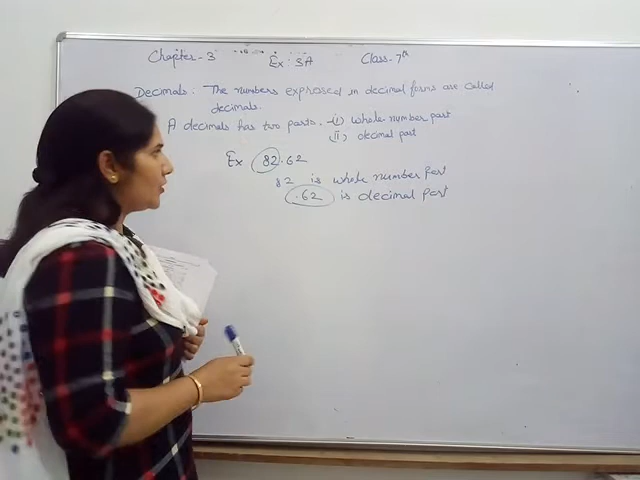 Chapter-3 Ex: 3A Class-7th
Decimals: The numbers expressed in decimal forms are called
decimals.
A decimals has two parts. (i) whole number part
(ii) decimal part
Ex 82.62
82 is whole number part
.62 is decimal part